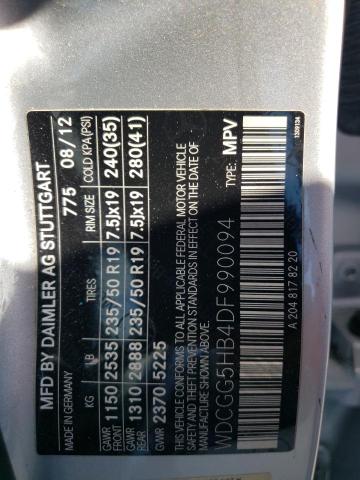 MFD BY DAIMLER AG STUTTGART
775 08/12
KG LB TIRES RIM SIZE COLD KPA(PSI)
GAWR FRONT 1150 2535 235/50 R19 7.5Jx19 240(35)
GAWR REAR 1310 2888 235/50 R19 7.5Jx19 280(41)
GVWR 2370 5225
THIS VEHICLE CONFORMS TO ALL APPLICABLE FEDERAL MOTOR VEHICLE
SAFETY AND THEFT PREVENTION STANDARDS IN EFFECT ON THE DATE OF
MANUFACTURE SHOWN ABOVE.
WDCGG5HB4DF990094 TYPE: MPV
A 204 817 82 20